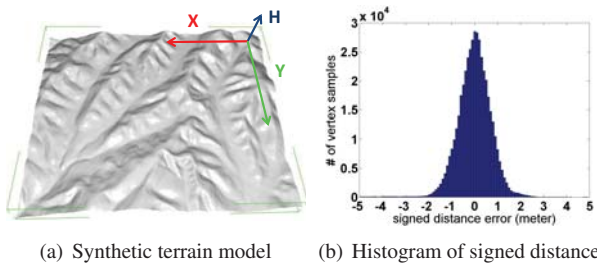 X
H
Y
3 x 10^4
2.5
2
1.5
1
0.5
0
# of vertex samples
-5 -4 -3 -2 -1 0 1 2 3 4 5
signed distance error (meter)
(a) Synthetic terrain model
(b) Histogram of signed distance